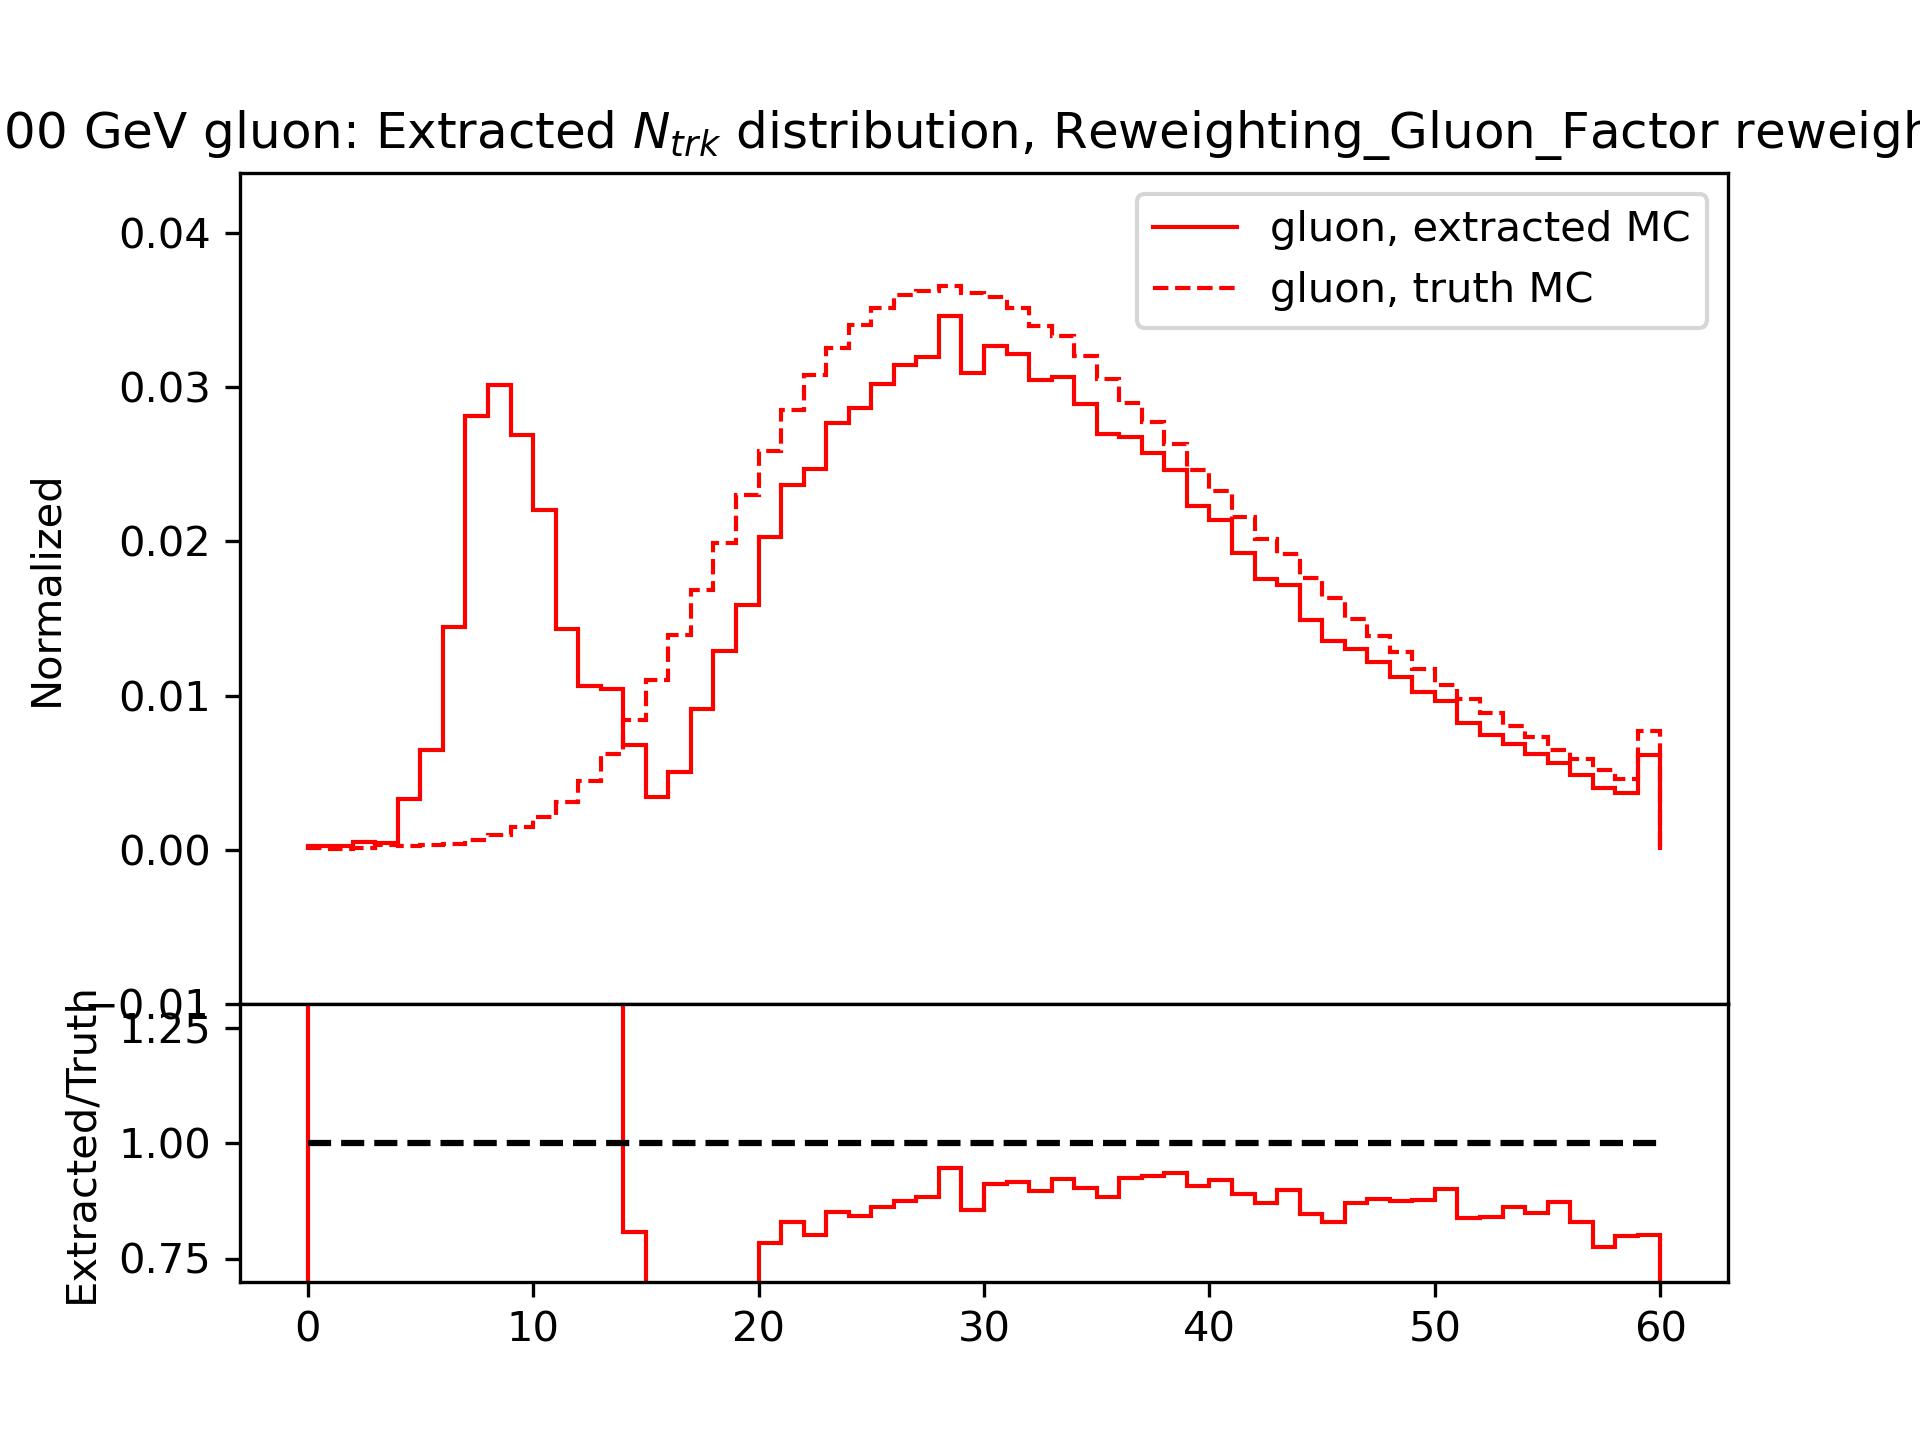 00 GeV gluon: Extracted N_trk distribution, Reweighting_Gluon_Factor reweigh
gluon, extracted MC
gluon, truth MC
Normalized
0.04
0.03
0.02
0.01
0.00
−0.01
Extracted/Truth
1.25
1.00
0.75
0 10 20 30 40 50 60